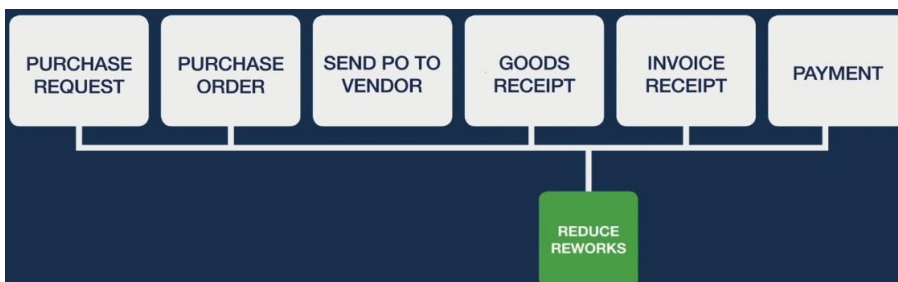 PURCHASE
REQUEST
PURCHASE
ORDER
SEND PO TO
VENDOR
GOODS
RECEIPT
INVOICE
RECEIPT
PAYMENT
REDUCE
REWORKS